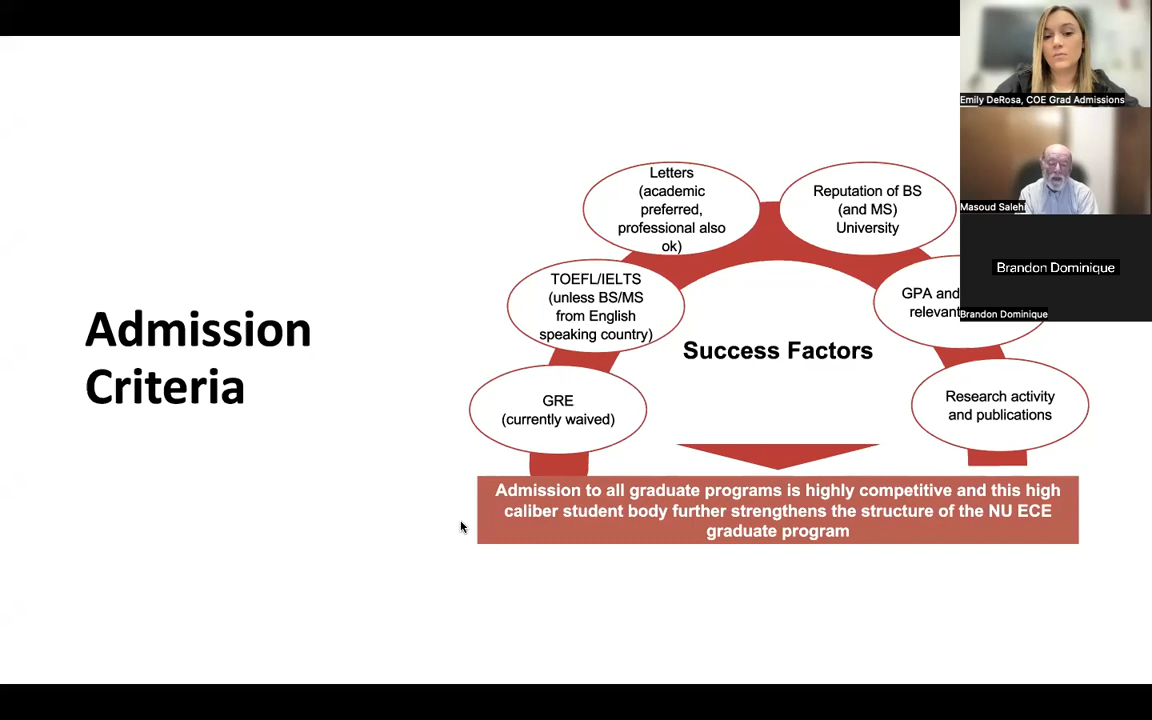 Admission
Criteria
Letters
(academic
preferred,
professional also
ok)
Reputation of BS
(and MS)
University
TOEFL/IELTS
(unless BS/MS
from English
speaking country)
GPA and
relevant
Success Factors
GRE
(currently waived)
Research activity
and publications
Admission to all graduate programs is highly competitive and this high
caliber student body further strengthens the structure of the NU ECE
graduate program
Emily DeRosa, COE Grad Admissions
Masoud Salehi
Brandon Dominique
Brandon Dominique